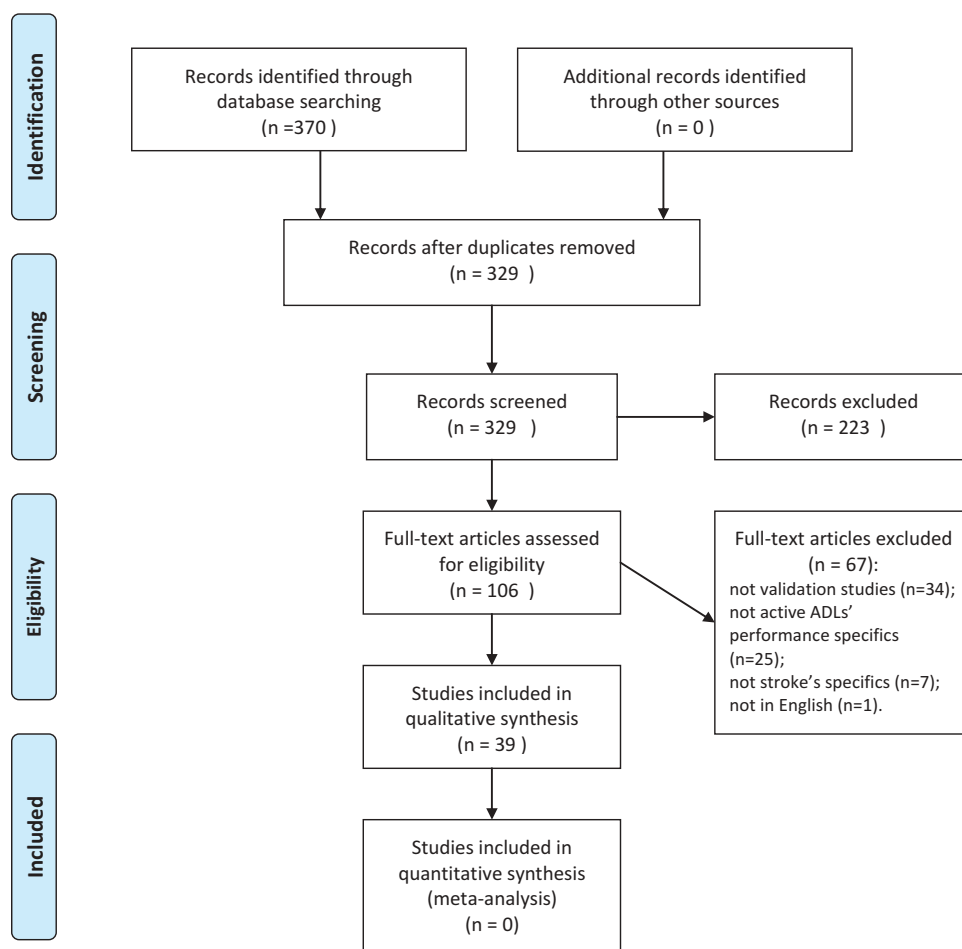 Identification
Records identified through
database searching
(n =370 )
Additional records identified
through other sources
(n = 0 )
Records after duplicates removed
(n = 329 )
Screening
Records screened
(n = 329 )
Records excluded
(n = 223 )
Eligibility
Full-text articles assessed
for eligibility
(n = 106 )
Full-text articles excluded
(n = 67):
not validation studies (n=34);
not active ADLs’
performance specifics
(n=25);
not stroke’s specifics (n=7);
not in English (n=1).
Studies included in
qualitative synthesis
(n = 39 )
Included
Studies included in
quantitative synthesis
(meta-analysis)
(n = 0)